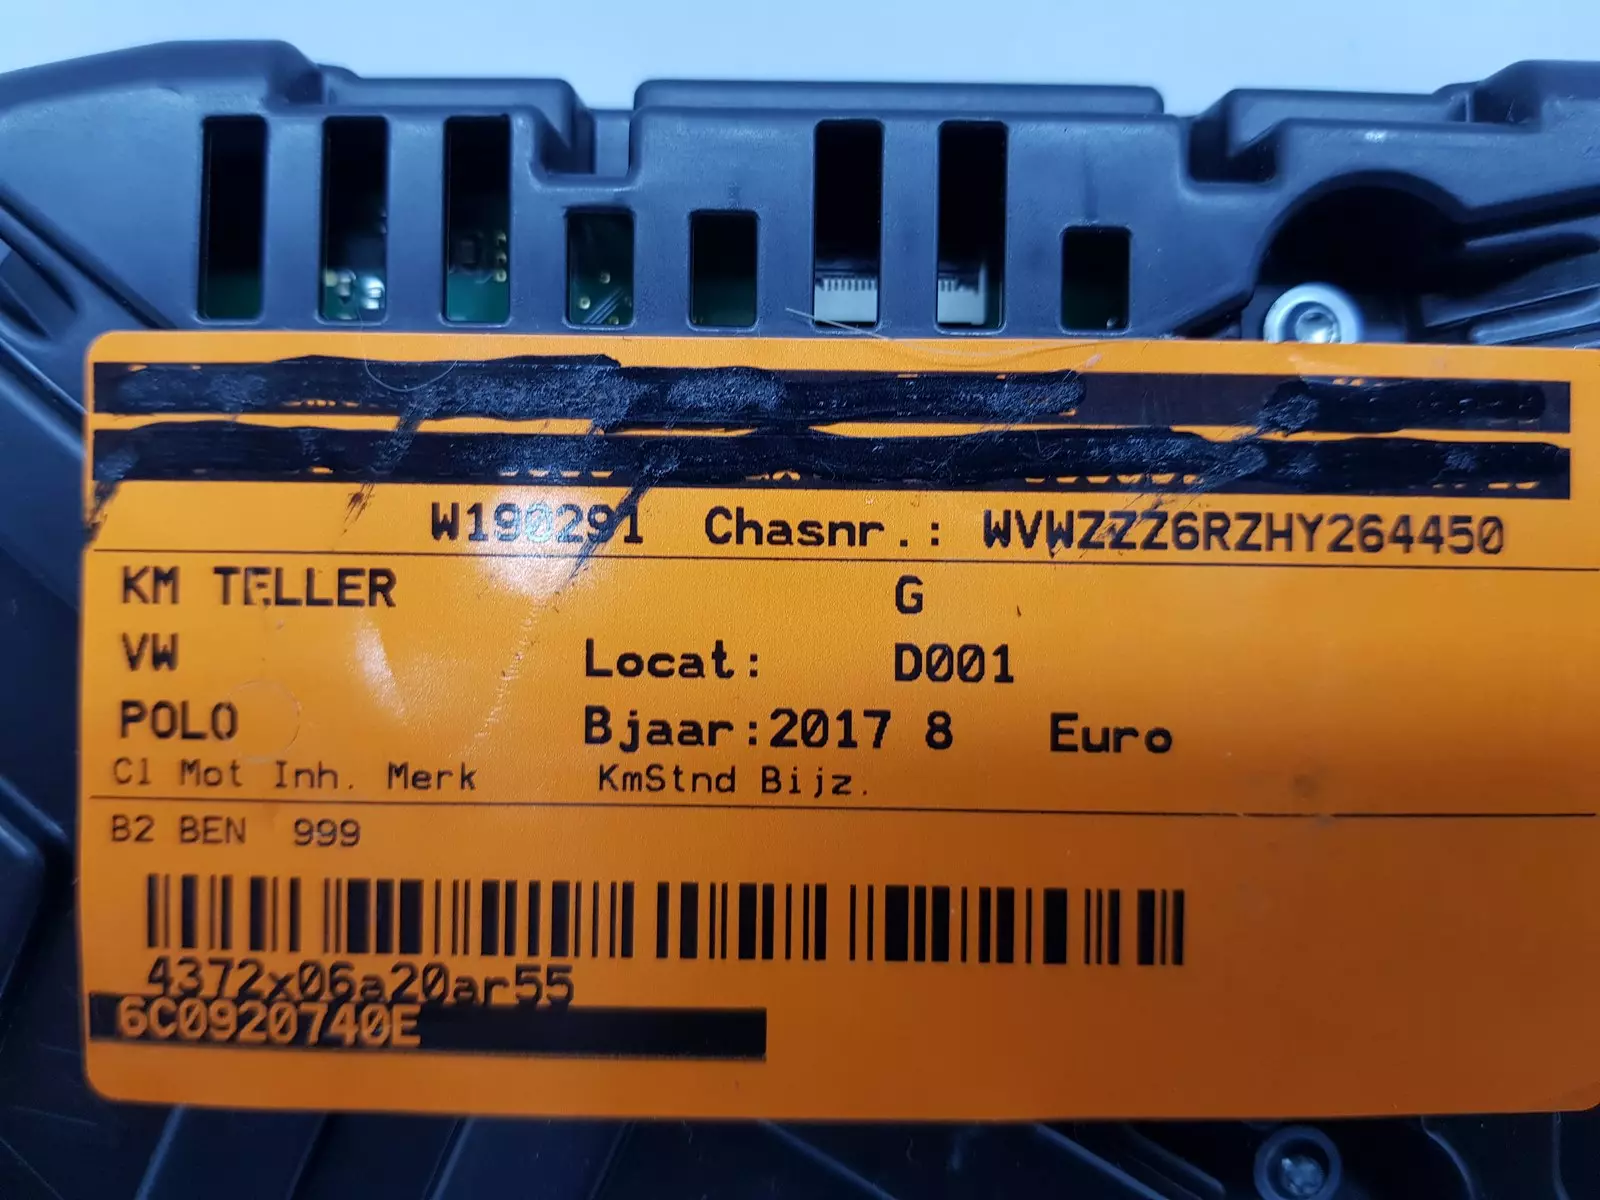 W190291 Chasnr.: WVWZZZ6RZHY264450
KM TELLER G
VW Locat: D001
POLO Bjaar:2017 8 Euro
Cl Mot Inh. Merk KmStnd Bijz.
B2 BEN 999
4372x06a20ar55
6C0920740E